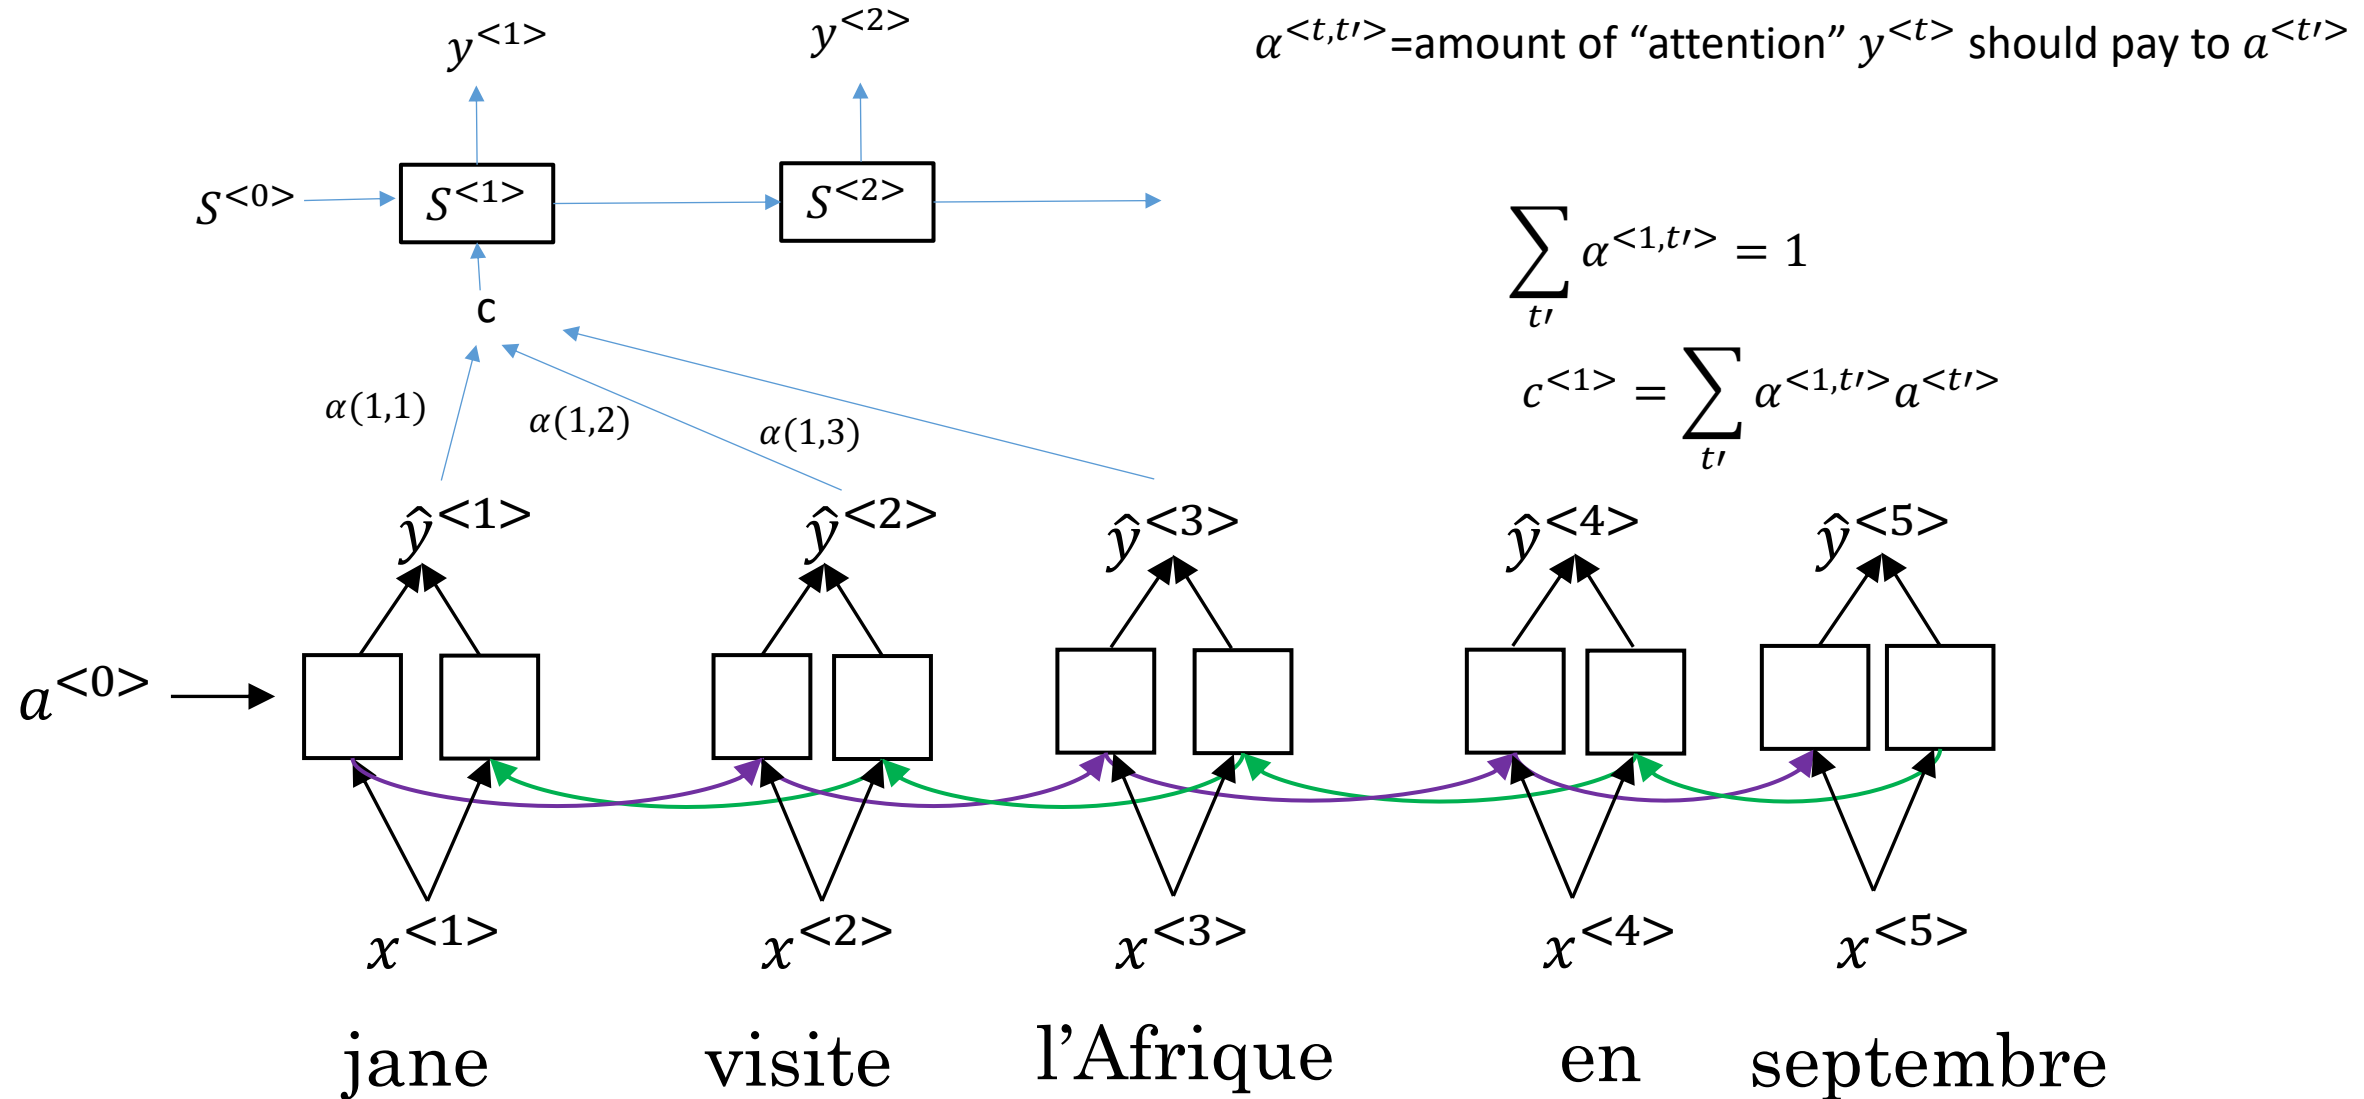 y<1> y<2> α<t,t′>=amount of “attention” y<t> should pay to a<t′>
S<0> S<1> S<2>
∑t′ α<1,t′> = 1
c
c<1> = ∑t′ α<1,t′>a<t′>
α(1,1) α(1,2) α(1,3)
ŷ<1> ŷ<2> ŷ<3> ŷ<4> ŷ<5>
a<0>
x<1> x<2> x<3> x<4> x<5>
jane visite l’Afrique en septembre